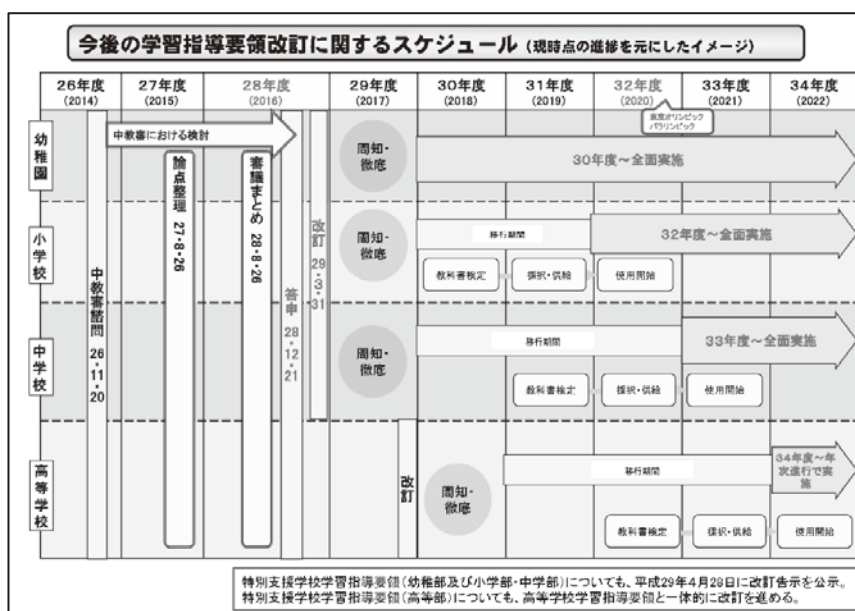 今後の学習指導要領改訂に関するスケジュール（現時点の進捗を元にしたイメージ）
26年度
(2014)
27年度
(2015)
28年度
(2016)
29年度
(2017)
30年度
(2018)
31年度
(2019)
32年度
(2020)
33年度
(2021)
34年度
(2022)
東京オリンピック
パラリンピック
幼稚園
小学校
中学校
高等学校
中教審諮問 26・11・20
中教審における検討
論点整理 27・8・26
審議まとめ 28・8・26
答申 28・12・21
改訂 29・3・31
周知・
徹底
30年度～全面実施
周知・
徹底
移行期間
32年度～全面実施
教科書検定
採択・供給
使用開始
周知・
徹底
移行期間
33年度～全面実施
教科書検定
採択・供給
使用開始
改訂
周知・
徹底
移行期間
34年度～年
次進行で実
施
教科書検定
採択・供給
使用開始
特別支援学校学習指導要領（幼稚部及び小学部・中学部）についても、平成29年4月28日に改訂告示を公示。
特別支援学校学習指導要領（高等部）についても、高等学校学習指導要領と一体的に改訂を進める。